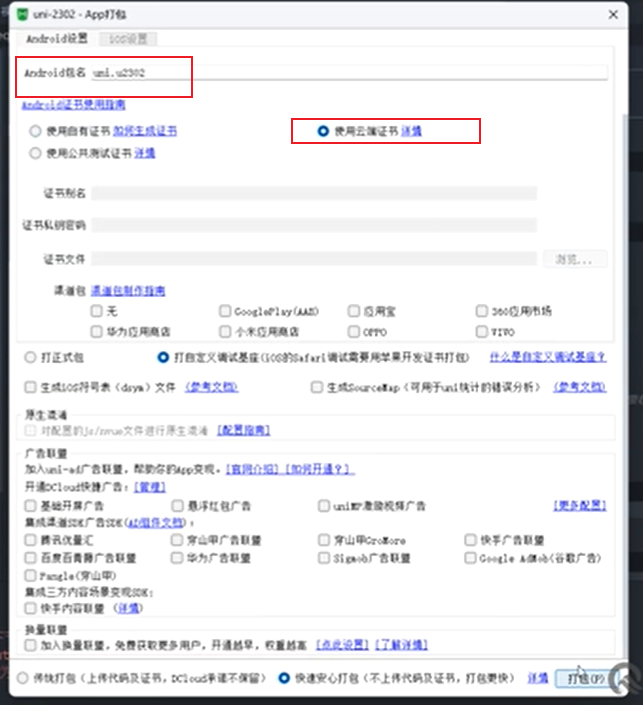 uni-2302 - App打包
Android设置 iOS设置
Android包名 uni.u2302
Android证书使用指南
使用自有证书 如何生成证书 使用云端证书 详情
使用公共测试证书 详情
证书别名
证书私钥密码
证书文件 浏览...
渠道包 渠道包制作指南
无 GooglePlay(AAB) 应用宝 360应用市场
华为应用商店 小米应用商店 OPPO VIVO
打正式包 打自定义调试基座(iOS的Safari调试需要用苹果开发证书打包) 什么是自定义调试基座？
生成iOS符号表（dsym）文件 （参考文档） 生成SourceMap（可用于uni统计的错误分析） （参考文档）
原生混淆
对配置的js/nvue文件进行原生混淆 [配置指南]
广告联盟
加入uni-ad广告联盟，帮助你的App变现。[官网介绍] [如何开通？]
开通DCloud快捷广告：[管理]
基础开屏广告 悬浮红包广告 uniMP激励视频广告 [更多配置]
集成渠道SDK广告SDK(AD组件文档)：
腾讯优量汇 穿山甲广告联盟 穿山甲GroMore 快手广告联盟
百度百青藤广告联盟 华为广告联盟 Sigmob广告联盟 Google AdMob(谷歌广告)
Pangle(穿山甲)
集成三方内容场景变现SDK：
快手内容联盟 （详情）
换量联盟
加入换量联盟，免费获取更多用户，开通越早，权重越高 [点此设置] [了解详情]
传统打包（上传代码及证书，DCloud承诺不保留） 快速安心打包（不上传代码及证书，打包更快） 详情 打包(P)